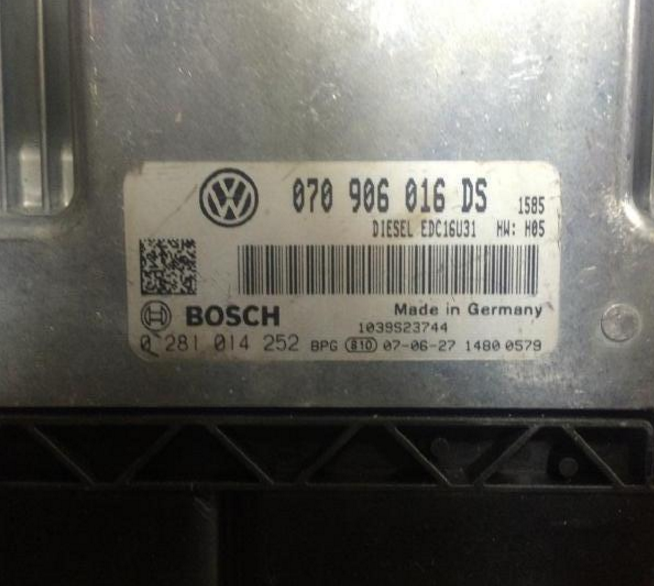 070 906 016 DS 1585
DIESEL EDC16U31 HW: H05
BOSCH Made in Germany
1039S23744
0 281 014 252 BPG 810 07-06-27 1480 0579